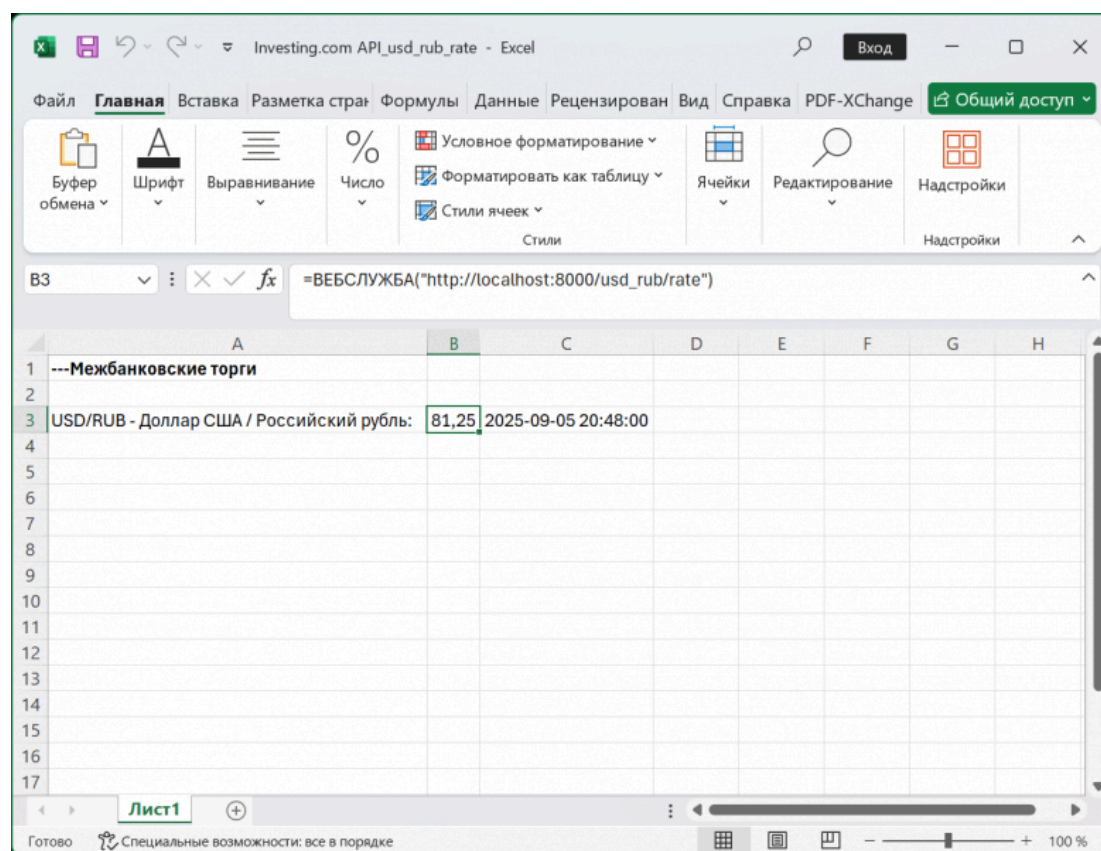 Investing.com API_usd_rub_rate - Excel
Вход
Файл Главная Вставка Разметка стран Формулы Данные Рецензирован Вид Справка PDF-XChange Общий доступ
Буфер обмена
Шрифт
Выравнивание
%
Число
Условное форматирование
Форматировать как таблицу
Стили ячеек
Стили
Ячейки
Редактирование
Надстройки
Надстройки
B3 fx =ВЕБСЛУЖБА("http://localhost:8000/usd_rub/rate")
A B C D E F G H
1 ---Межбанковские торги
2
3 USD/RUB - Доллар США / Российский рубль: 81,25 2025-09-05 20:48:00
4
5
6
7
8
9
10
11
12
13
14
15
16
17
Лист1
Готово Специальные возможности: все в порядке 100 %